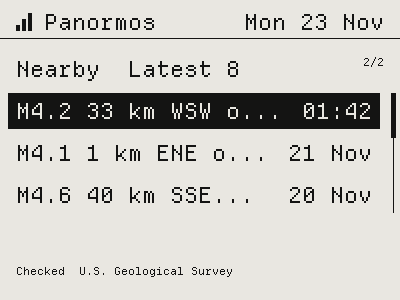 Panormos Mon 23 Nov
Nearby Latest 8 2/2
M4.2 33 km WSW o... 01:42
M4.1 1 km ENE o... 21 Nov
M4.6 40 km SSE... 20 Nov
Checked U.S. Geological Survey